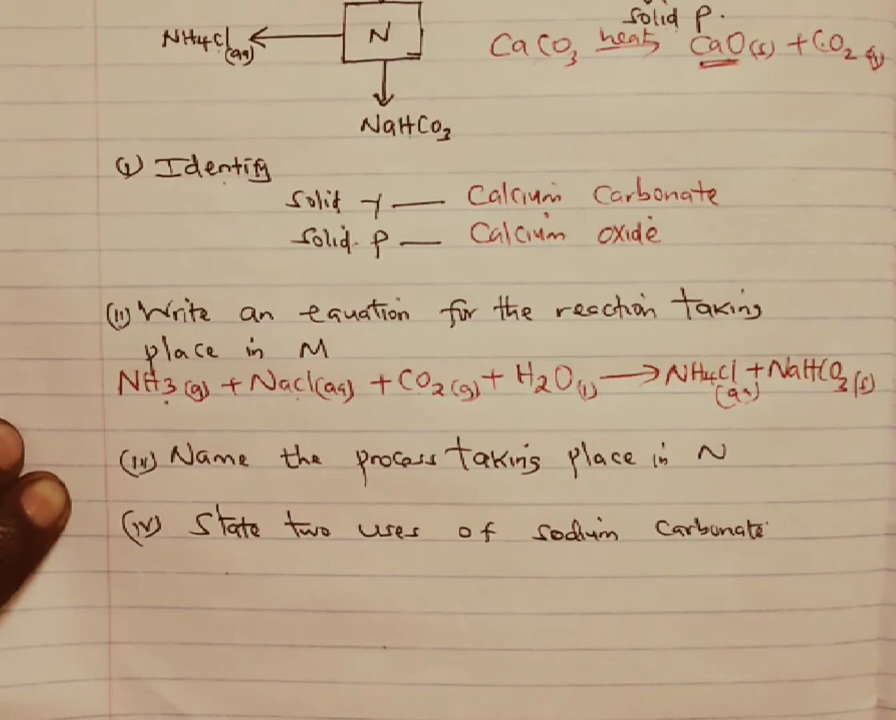 solid P.
NH4Cl(aq) ← N
CaCO3 heat CaO(s) + CO2(g)
↓
NaHCO3
(i) Identify
Solid Y — Calcium Carbonate
Solid P — Calcium oxide
(ii) Write an equation for the reaction taking
place in M
NH3(g) + NaCl(aq) + CO2(g) + H2O(l) → NH4Cl(aq) + NaHCO3(s)
(iii) Name the process taking place in N
(iv) State two uses of sodium Carbonate